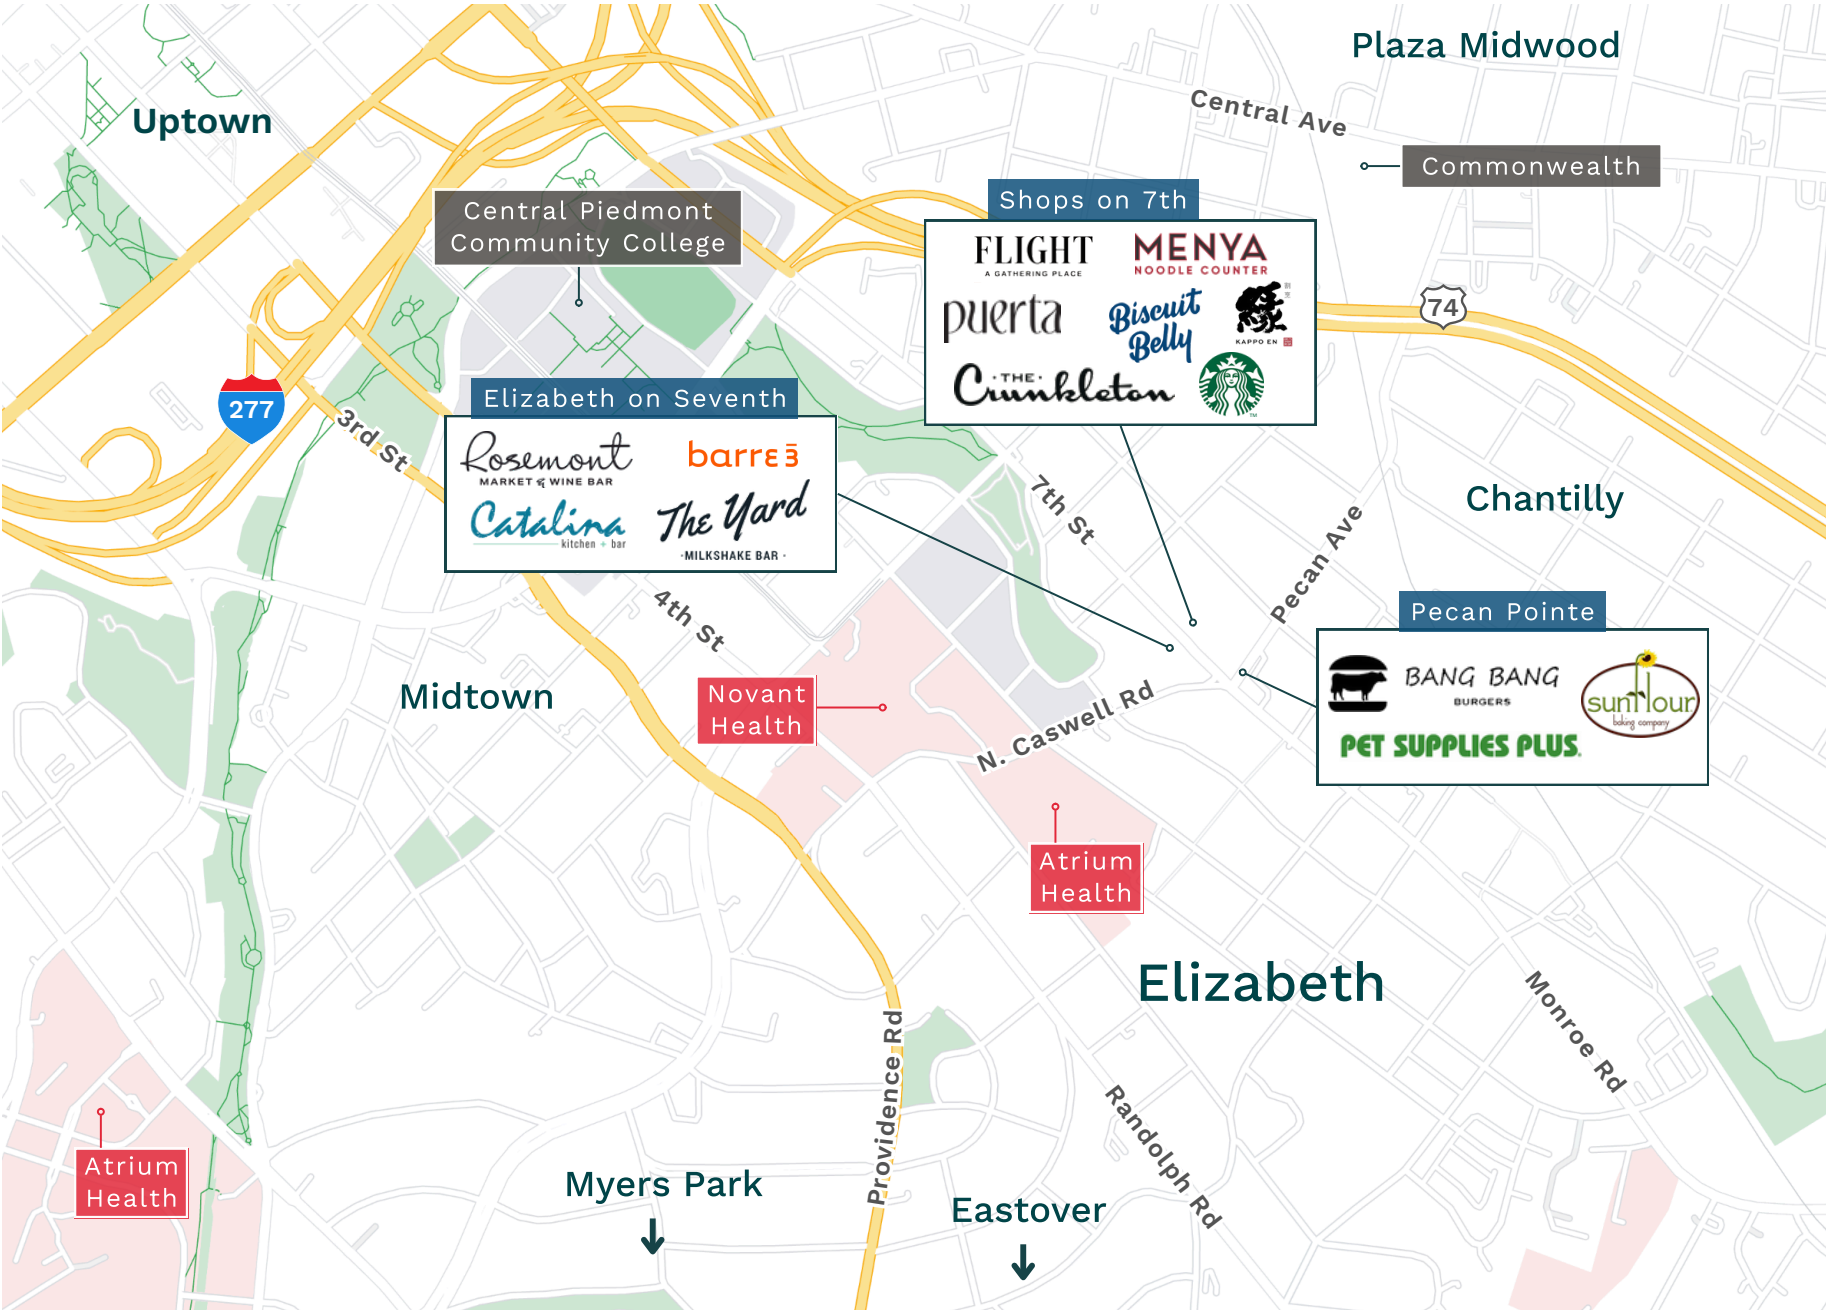 Plaza Midwood
Uptown
Central Ave
Commonwealth
Central Piedmont
Community College
Shops on 7th
FLIGHT
A GATHERING PLACE
MENYA
NOODLE COUNTER
puerta
Biscuit
Belly
KAPPO EN
·THE·
Crunkleton
TM
74
277
3rd St
Elizabeth on Seventh
Rosemont
MARKET & WINE BAR
barrɛ3
Catalina
kitchen + bar
The Yard
·MILKSHAKE BAR·
7th St
Chantilly
Pecan Ave
4th St
Pecan Pointe
BANG BANG
BURGERS
sunflour
baking company
PET SUPPLIES PLUS.
Midtown
Novant
Health
N. Caswell Rd
Atrium
Health
Elizabeth
Monroe Rd
Providence Rd
Randolph Rd
Atrium
Health
Myers Park
Eastover